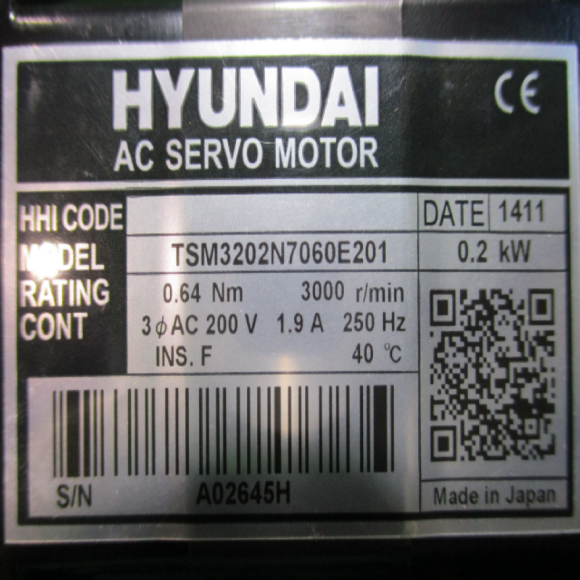 HYUNDAI
CE
AC SERVO MOTOR
HHI CODE
DATE 1411
MODEL TSM3202N7060E201 0.2 kW
RATING 0.64 Nm 3000 r/min
CONT 3ϕAC 200 V 1.9 A 250 Hz
INS. F 40 ℃
S/N A02645H
Made in Japan